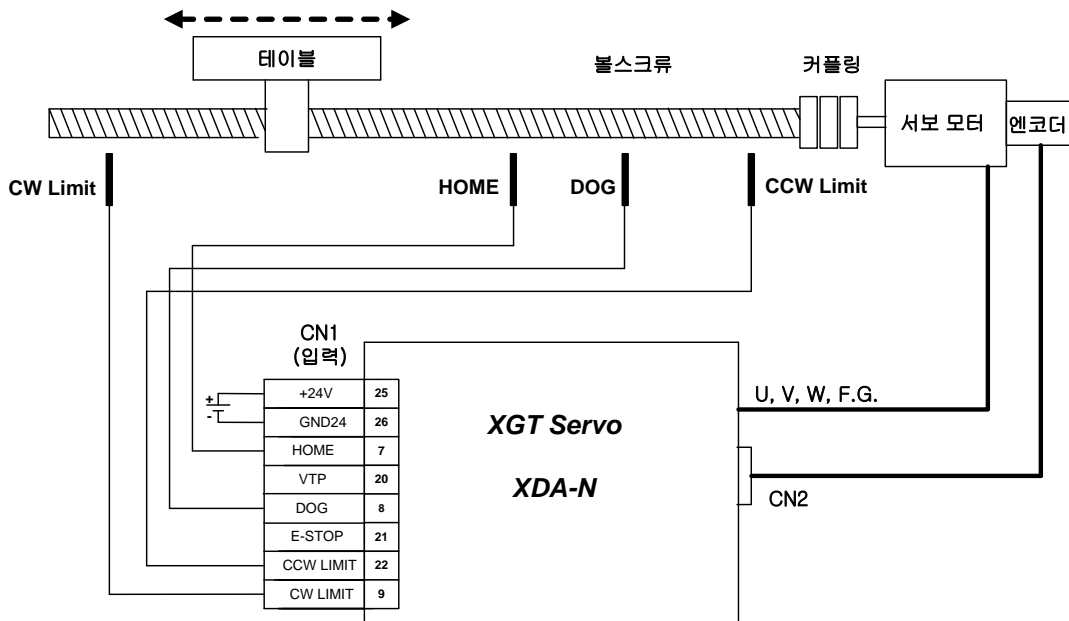 테이블
볼스크류
커플링
서보 모터
엔코더
CW Limit
HOME
DOG
CCW Limit
CN1
(입력)
+
-
+24V 25
GND24 26
HOME 7
VTP 20
DOG 8
E-STOP 21
CCW LIMIT 22
CW LIMIT 9
XGT Servo
XDA-N
U, V, W, F.G.
CN2